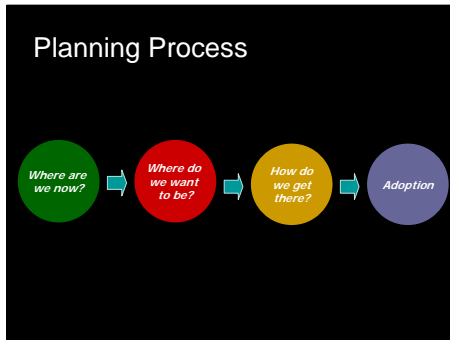 Planning Process
Where are
we now?
Where do
we want
to be?
How do
we get
there?
Adoption